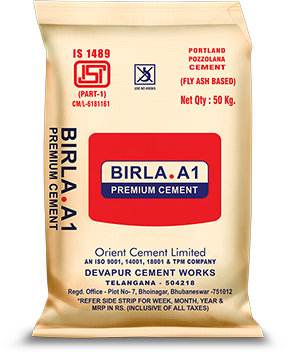 IS 1489
ISI
(PART-1)
CM/L-6181161
USE NO HOOKS
PORTLAND
POZZOLANA
CEMENT
(FLY ASH BASED)
Net Qty : 50 Kg.
BIRLA.A1
PREMIUM CEMENT
BIRLA.A1
PREMIUM CEMENT
Orient Cement Limited
AN ISO 9001, 14001, 18001 & TPM COMPANY
DEVAPUR CEMENT WORKS
TELANGANA - 504218
Regd. Office - Plot No- 7, Bhoinagar, Bhubaneswar -751012
*REFER SIDE STRIP FOR WEEK, MONTH, YEAR &
MRP IN RS. (INCLUSIVE OF ALL TAXES)